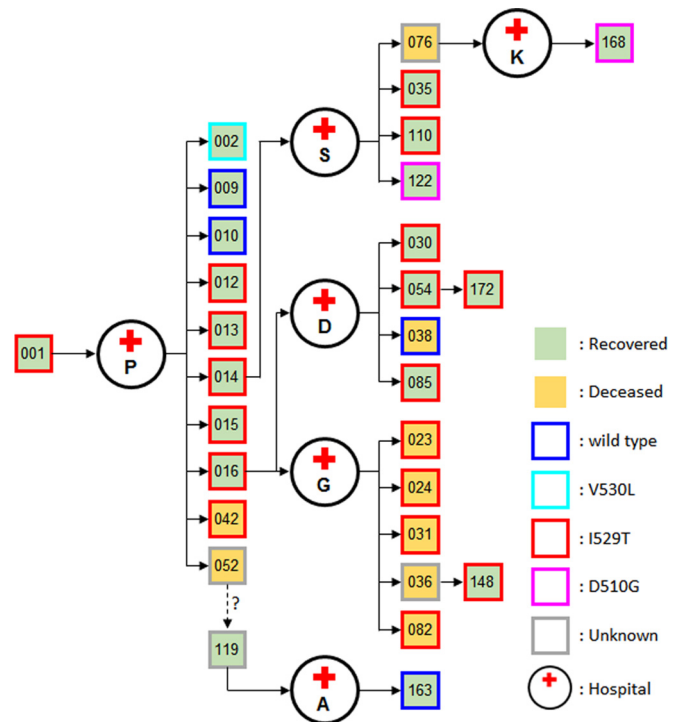 076
K
168
035
S
110
122
002
009
010
012
013
014
015
016
042
052
?
119
001
P
030
054
172
D
038
085
023
024
G
031
036
148
082
A
163
: Recovered
: Deceased
: wild type
: V530L
: I529T
: D510G
: Unknown
: Hospital